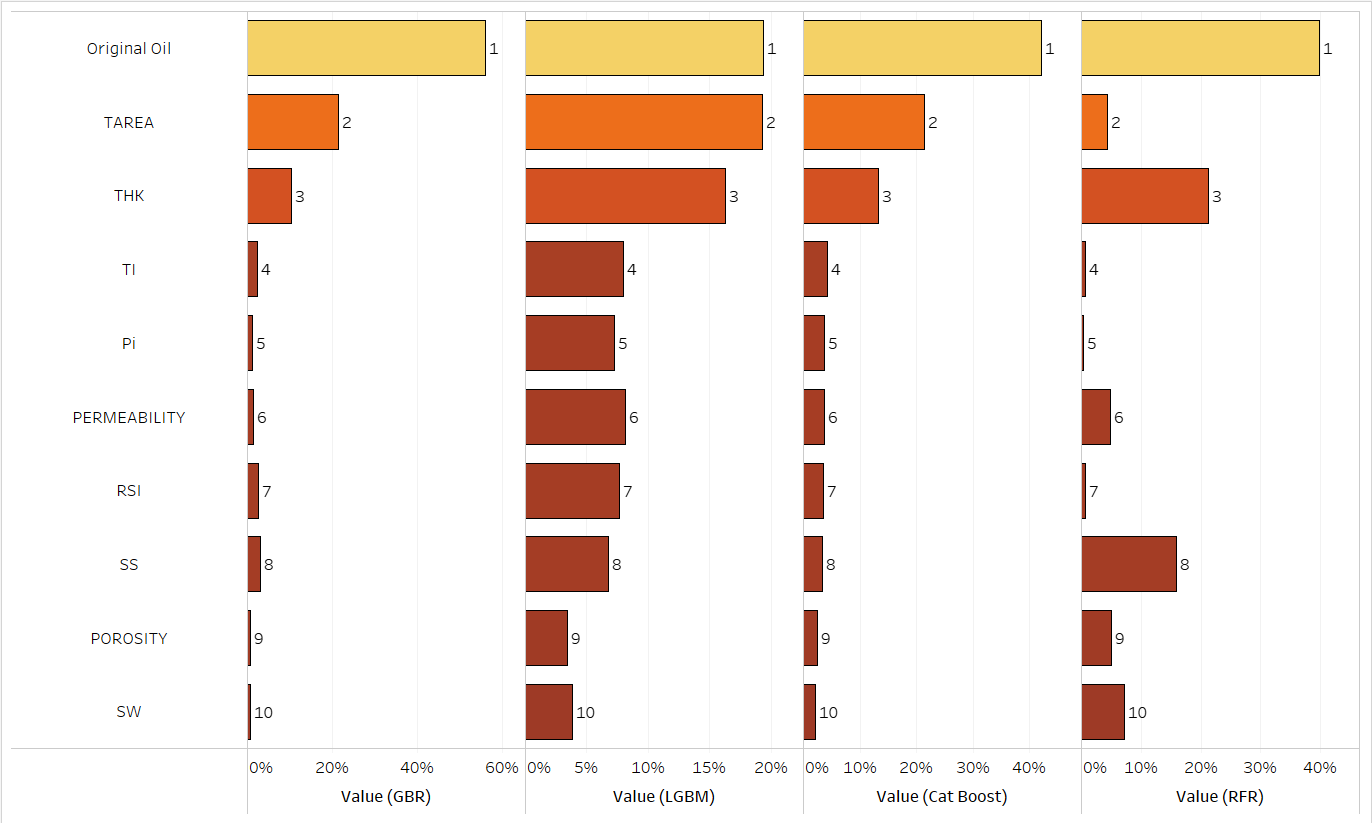 Original Oil 1 1 1 1
TAREA 2 2 2 2
THK 3 3 3 3
TI 4 4 4 4
Pi 5 5 5 5
PERMEABILITY 6 6 6 6
RSI 7 7 7 7
SS 8 8 8 8
POROSITY 9 9 9 9
SW 10 10 10 10
0% 20% 40% 60% 0% 5% 10% 15% 20% 0% 10% 20% 30% 40% 0% 10% 20% 30% 40%
Value (GBR) Value (LGBM) Value (Cat Boost) Value (RFR)